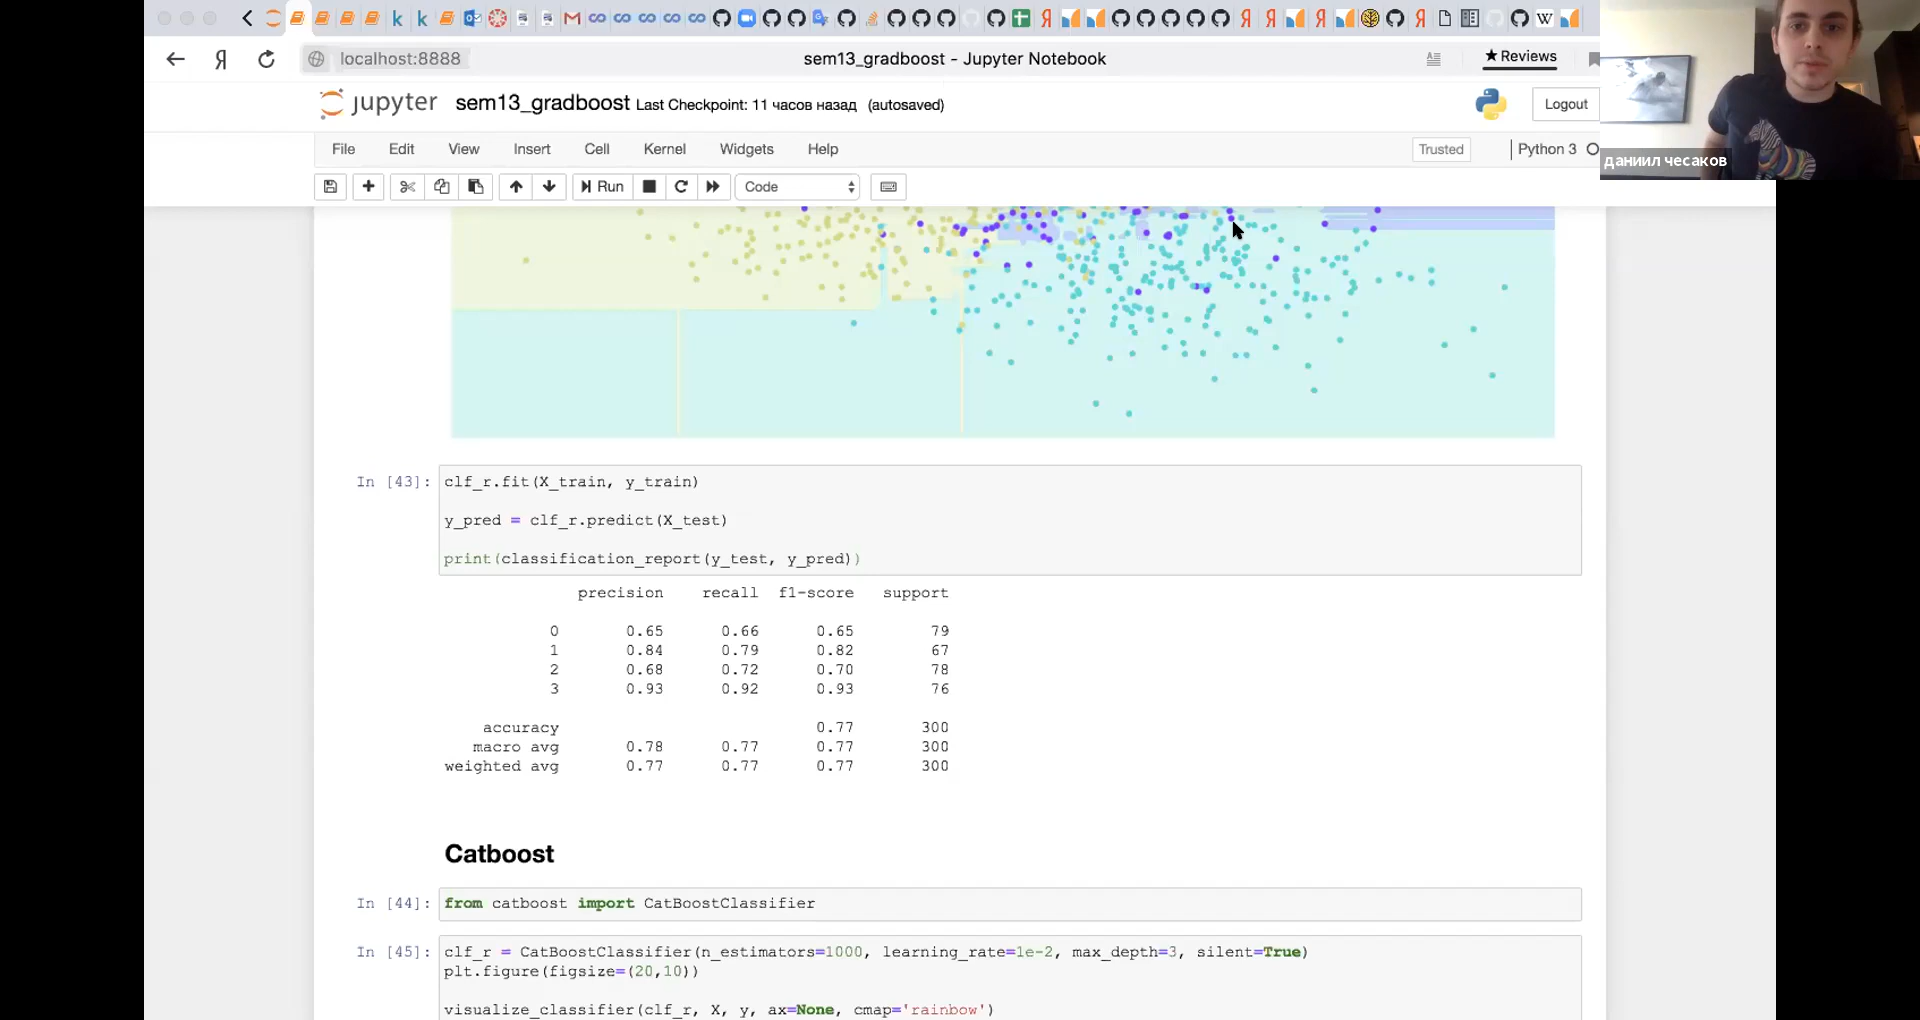 localhost:8888
sem13_gradboost - Jupyter Notebook
★Reviews
jupyter sem13_gradboost Last Checkpoint: 11 часов назад (autosaved)
Logout
File Edit View Insert Cell Kernel Widgets Help
Trusted
Python 3
даниил чесаков
Run
Code
In [43]: clf_r.fit(X_train, y_train)
y_pred = clf_r.predict(X_test)
print(classification_report(y_test, y_pred))
precision recall f1-score support
0 0.65 0.66 0.65 79
1 0.84 0.79 0.82 67
2 0.68 0.72 0.70 78
3 0.93 0.92 0.93 76
accuracy 0.77 300
macro avg 0.78 0.77 0.77 300
weighted avg 0.77 0.77 0.77 300
Catboost
In [44]: from catboost import CatBoostClassifier
In [45]: clf_r = CatBoostClassifier(n_estimators=1000, learning_rate=1e-2, max_depth=3, silent=True)
plt.figure(figsize=(20,10))
visualize_classifier(clf_r, X, y, ax=None, cmap='rainbow')